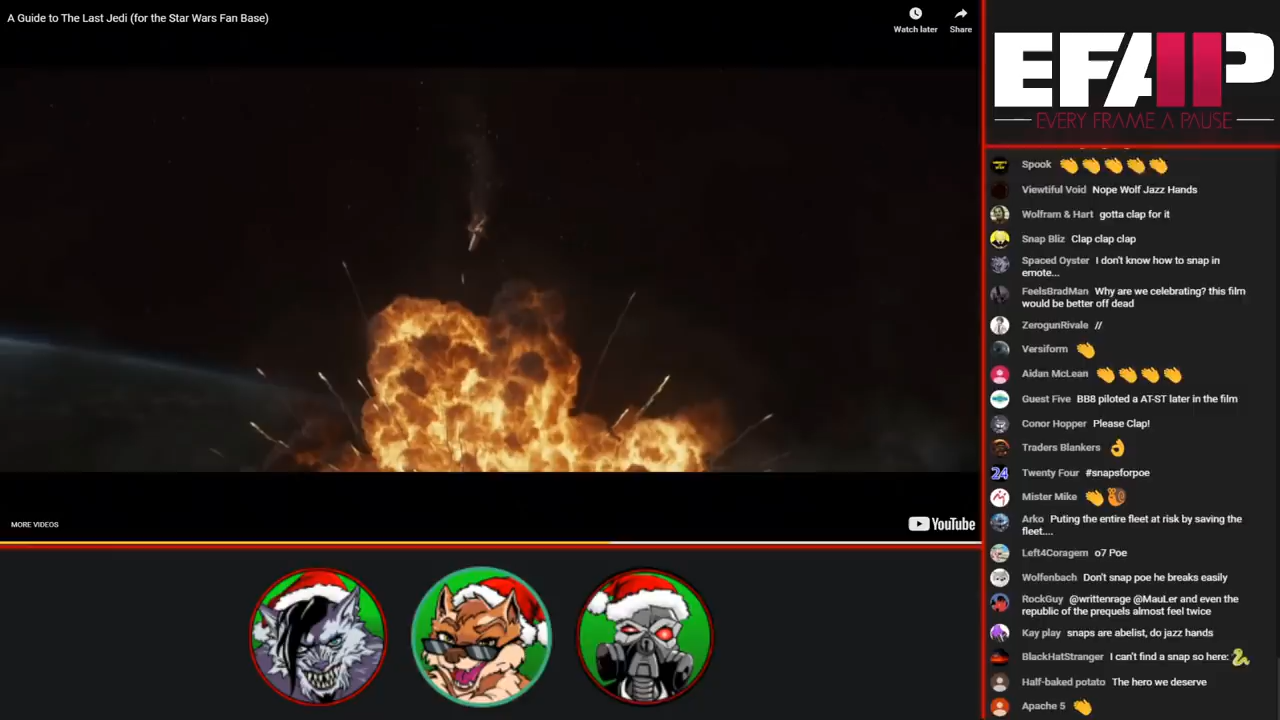 A Guide to The Last Jedi (for the Star Wars Fan Base)
Watch later
Share
MORE VIDEOS
YouTube
EFAP
EVERY FRAME A PAUSE
Spook 👏👏👏👏👏
Viewtiful Void Nope Wolf Jazz Hands
Wolfram & Hart gotta clap for it
Snap Bliz Clap clap clap
Spaced Oyster I don't know how to snap in
emote...
FeelsBradMan Why are we celebrating? this film
would be better off dead
ZerogunRivale //
Versiform 👏
Aidan McLean 👏👏👏👏
Guest Five BB8 piloted a AT-ST later in the film
Conor Hopper Please Clap!
Traders Blankers 👌
24
Twenty Four #snapsforpoe
Mister Mike 👏
Arko Puting the entire fleet at risk by saving the
fleet....
Left4Coragem o7 Poe
Wolfenbach Don't snap poe he breaks easily
RockGuy @writtenrage @MauLer and even the
republic of the prequels almost feel twice
Kay play snaps are abelist, do jazz hands
BlackHatStranger I can't find a snap so here: 🐍
Half-baked potato The hero we deserve
Apache 5 👏